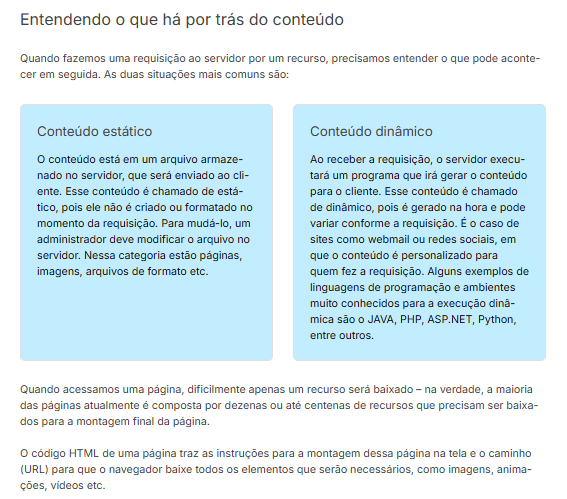 Entendendo o que há por trás do conteúdo
Quando fazemos uma requisição ao servidor por um recurso, precisamos entender o que pode aconte-
cer em seguida. As duas situações mais comuns são:
Conteúdo estático
O conteúdo está em um arquivo armaze-
nado no servidor, que será enviado ao cli-
ente. Esse conteúdo é chamado de está-
tico, pois ele não é criado ou formatado no
momento da requisição. Para mudá-lo, um
administrador deve modificar o arquivo no
servidor. Nessa categoria estão páginas,
imagens, arquivos de formato etc.
Conteúdo dinâmico
Ao receber a requisição, o servidor execu-
tará um programa que irá gerar o conteúdo
para o cliente. Esse conteúdo é chamado
de dinâmico, pois é gerado na hora e pode
variar conforme a requisição. É o caso de
sites como webmail ou redes sociais, em
que o conteúdo é personalizado para
quem fez a requisição. Alguns exemplos de
linguagens de programação e ambientes
muito conhecidos para a execução dinâ-
mica são o JAVA, PHP, ASP.NET, Python,
entre outros.
Quando acessamos uma página, dificilmente apenas um recurso será baixado – na verdade, a maioria
das páginas atualmente é composta por dezenas ou até centenas de recursos que precisam ser baixa-
dos para a montagem final da página.
O código HTML de uma página traz as instruções para a montagem dessa página na tela e o caminho
(URL) para que o navegador baixe todos os elementos que serão necessários, como imagens, anima-
ções, vídeos etc.